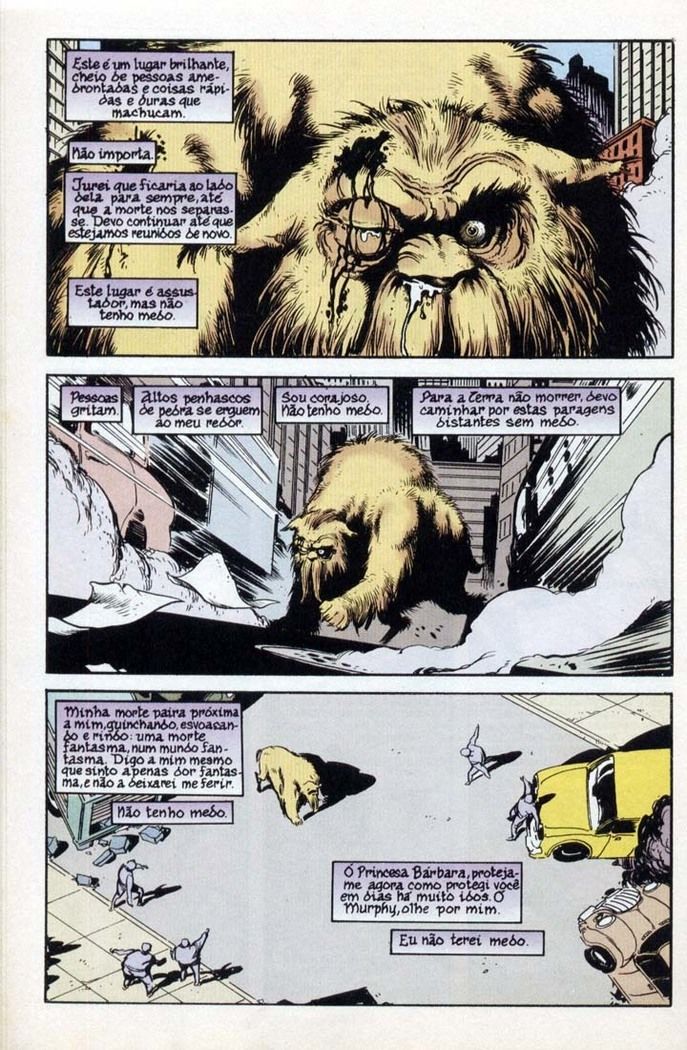 Este é um lugar brilhante,
cheio de pessoas ame-
drontadas e coisas rápi-
das e duras que
machucam.
Não importa.
Jurei que ficaria ao lado
dela para sempre, até
que a morte nos separas-
se. Devo continuar até que
estejamos reunidos de novo.
Este lugar é assus-
tador, mas não
tenho medo.
Pessoas
gritam.
Altos penhascos
de pedra se erguem
ao meu redor.
Sou corajoso.
Não tenho medo.
Para a Terra não morrer, devo
caminhar por estas paragens
distantes sem medo.
Minha morte paira próxima
a mim, guinchando, esvoaçan-
do e rindo: uma morte
fantasma, num mundo fan-
tasma. Digo a mim mesmo
que sinto apenas dor fantas-
ma, e não a deixarei me ferir.
Não tenho medo.
Ó Princesa Bárbara, proteja-
me agora como protegi você
em dias há muito idos. Ó
Murphy, olhe por mim.
Eu não terei medo.